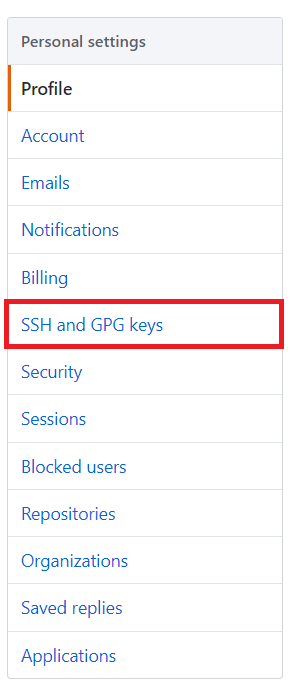 Personal settings
Profile
Account
Emails
Notifications
Billing
SSH and GPG keys
Security
Sessions
Blocked users
Repositories
Organizations
Saved replies
Applications